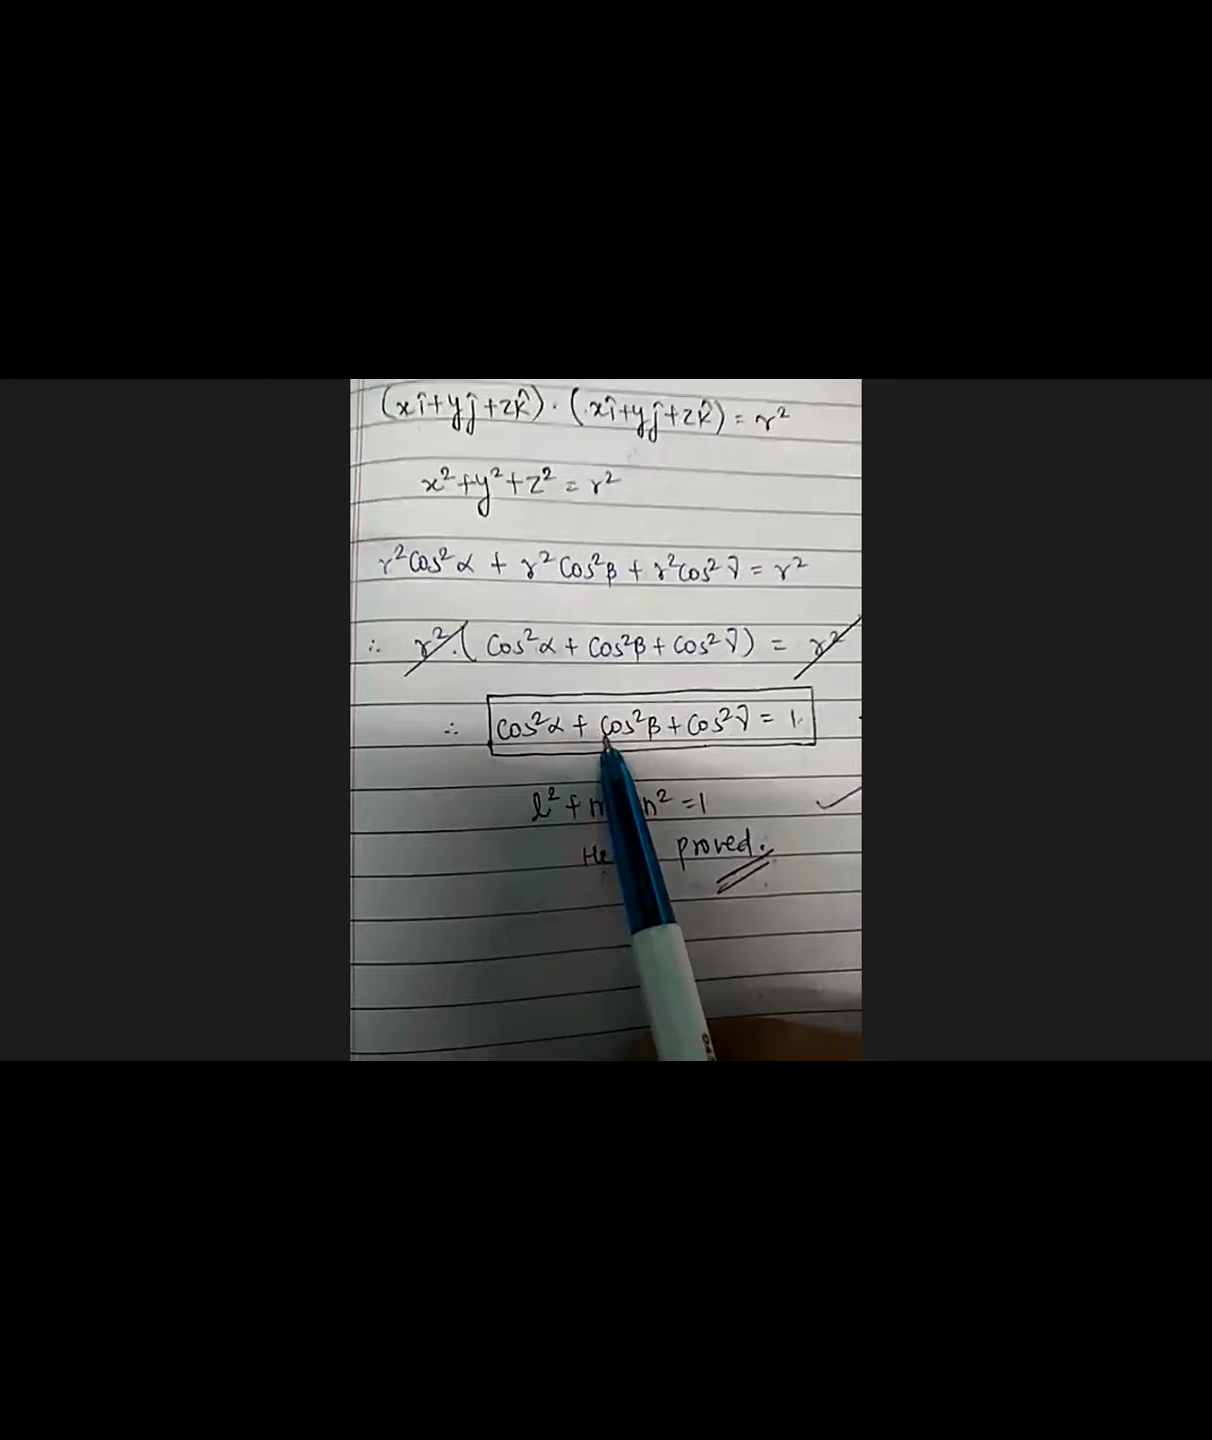 (xî+yĵ+zk̂)·(xî+yĵ+zk̂) = r²
x²+y²+z² = r²
r²cos²α + r²cos²β + r²cos²γ = r²
∴ r²·(cos²α + cos²β + cos²γ) = r²
∴ cos²α + cos²β + cos²γ = 1.
l² + m n² = 1
proved.